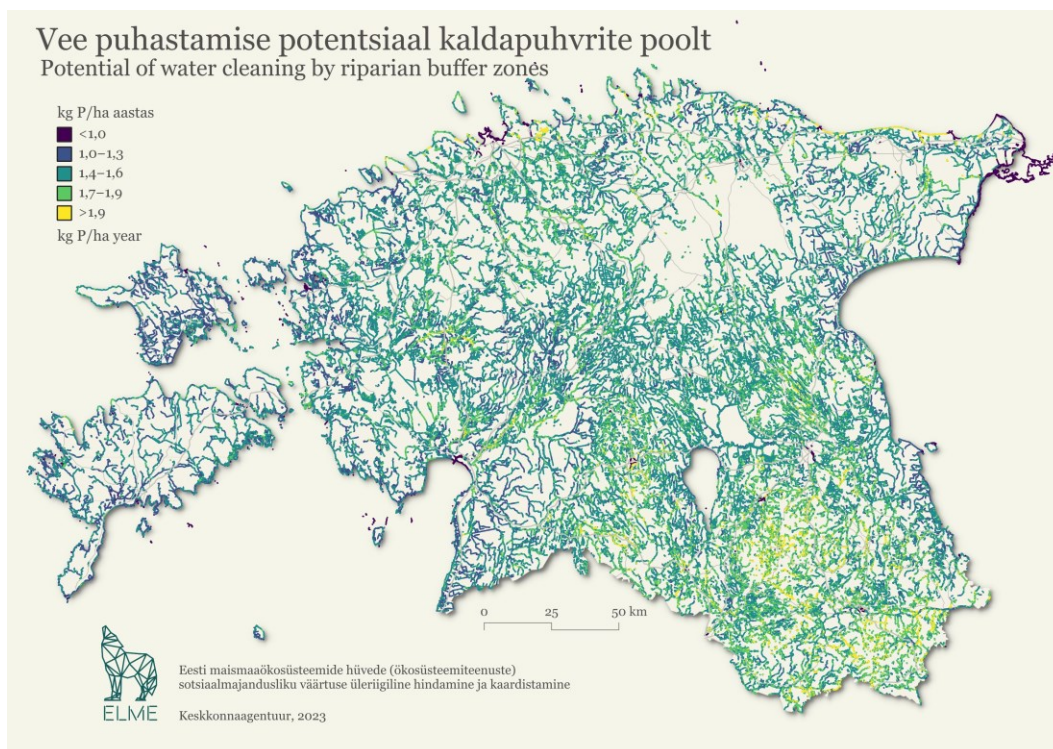 Vee puhastamise potentsiaal kaldapuhvrite poolt
Potential of water cleaning by riparian buffer zones
kg P/ha aastas
<1,0
1,0–1,3
1,4–1,6
1,7–1,9
>1,9
kg P/ha year
0 25 50 km
Eesti maismaaökosüsteemide hüvede (ökosüsteemiteenuste)
sotsiaalmajandusliku väärtuse üleriigiline hindamine ja kaardistamine
ELME
Keskkonnaagentuur, 2023